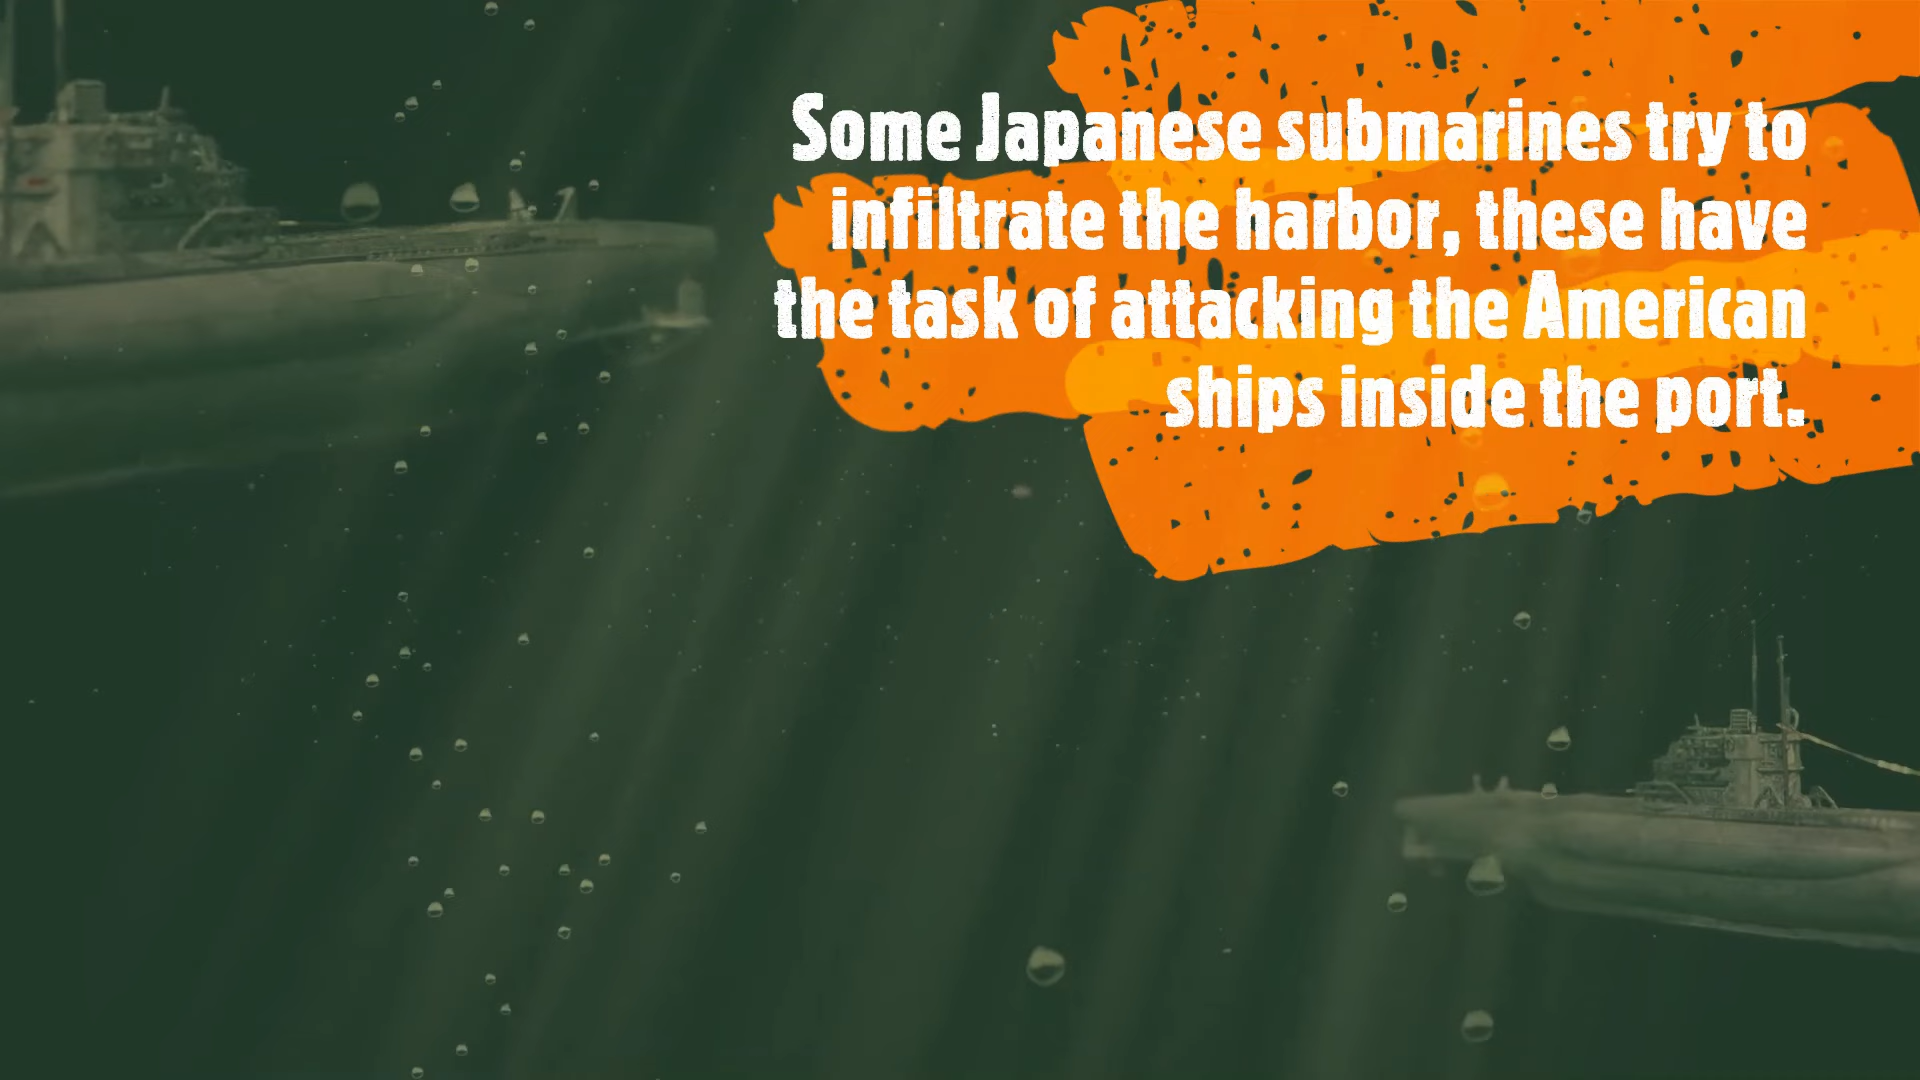 Some Japanese submarines try to
infiltrate the harbor, these have
the task of attacking the American
ships inside the port.